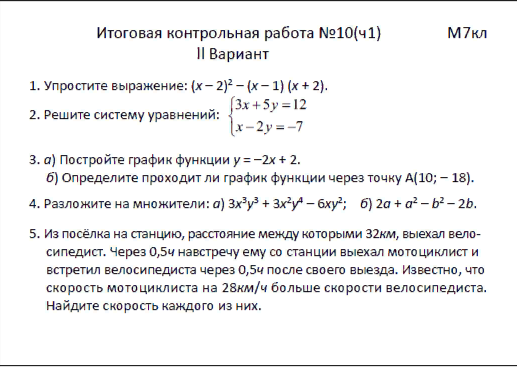 Итоговая контрольная работа №10(ч1) М7кл
II Вариант
1. Упростите выражение: (x – 2)² – (x – 1) (x + 2).
2. Решите систему уравнений: {3x + 5y = 12
x – 2y = –7
3. а) Постройте график функции y = –2x + 2.
б) Определите проходит ли график функции через точку А(10; – 18).
4. Разложите на множители: а) 3x³y³ + 3x²y⁴ – 6xy²; б) 2a + a² – b² – 2b.
5. Из посёлка на станцию, расстояние между которыми 32км, выехал вело-
сипедист. Через 0,5ч навстречу ему со станции выехал мотоциклист и
встретил велосипедиста через 0,5ч после своего выезда. Известно, что
скорость мотоциклиста на 28км/ч больше скорости велосипедиста.
Найдите скорость каждого из них.